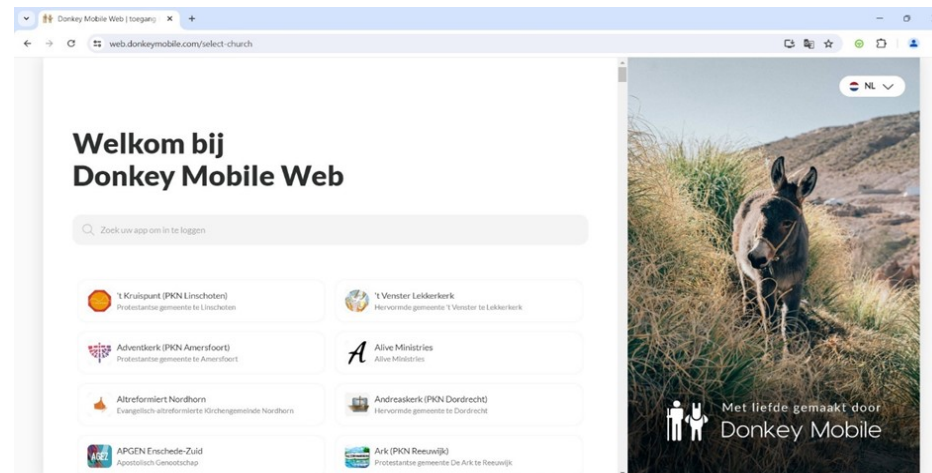 Donkey Mobile Web | toegang
web.donkeymobile.com/select-church
NL
Welkom bij
Donkey Mobile Web
Zoek uw app om in te loggen
't Kruispunt (PKN Linschoten)
Protestantse gemeente te Linschoten
't Venster Lekkerkerk
Hervormde gemeente 't Venster te Lekkerkerk
Adventkerk (PKN Amersfoort)
Protestantse gemeente te Amersfoort
A
Alive Ministries
Alive Ministries
Altreformiert Nordhorn
Evangelisch-altreformierte Kirchengemeinde Nordhorn
Andreaskerk (PKN Dordrecht)
Hervormde gemeente te Dordrecht
AGEZ
APGEN Enschede-Zuid
Apostolisch Genootschap
Ark (PKN Reeuwijk)
Protestantse gemeente De Ark te Reeuwijk
Met liefde gemaakt door
Donkey Mobile